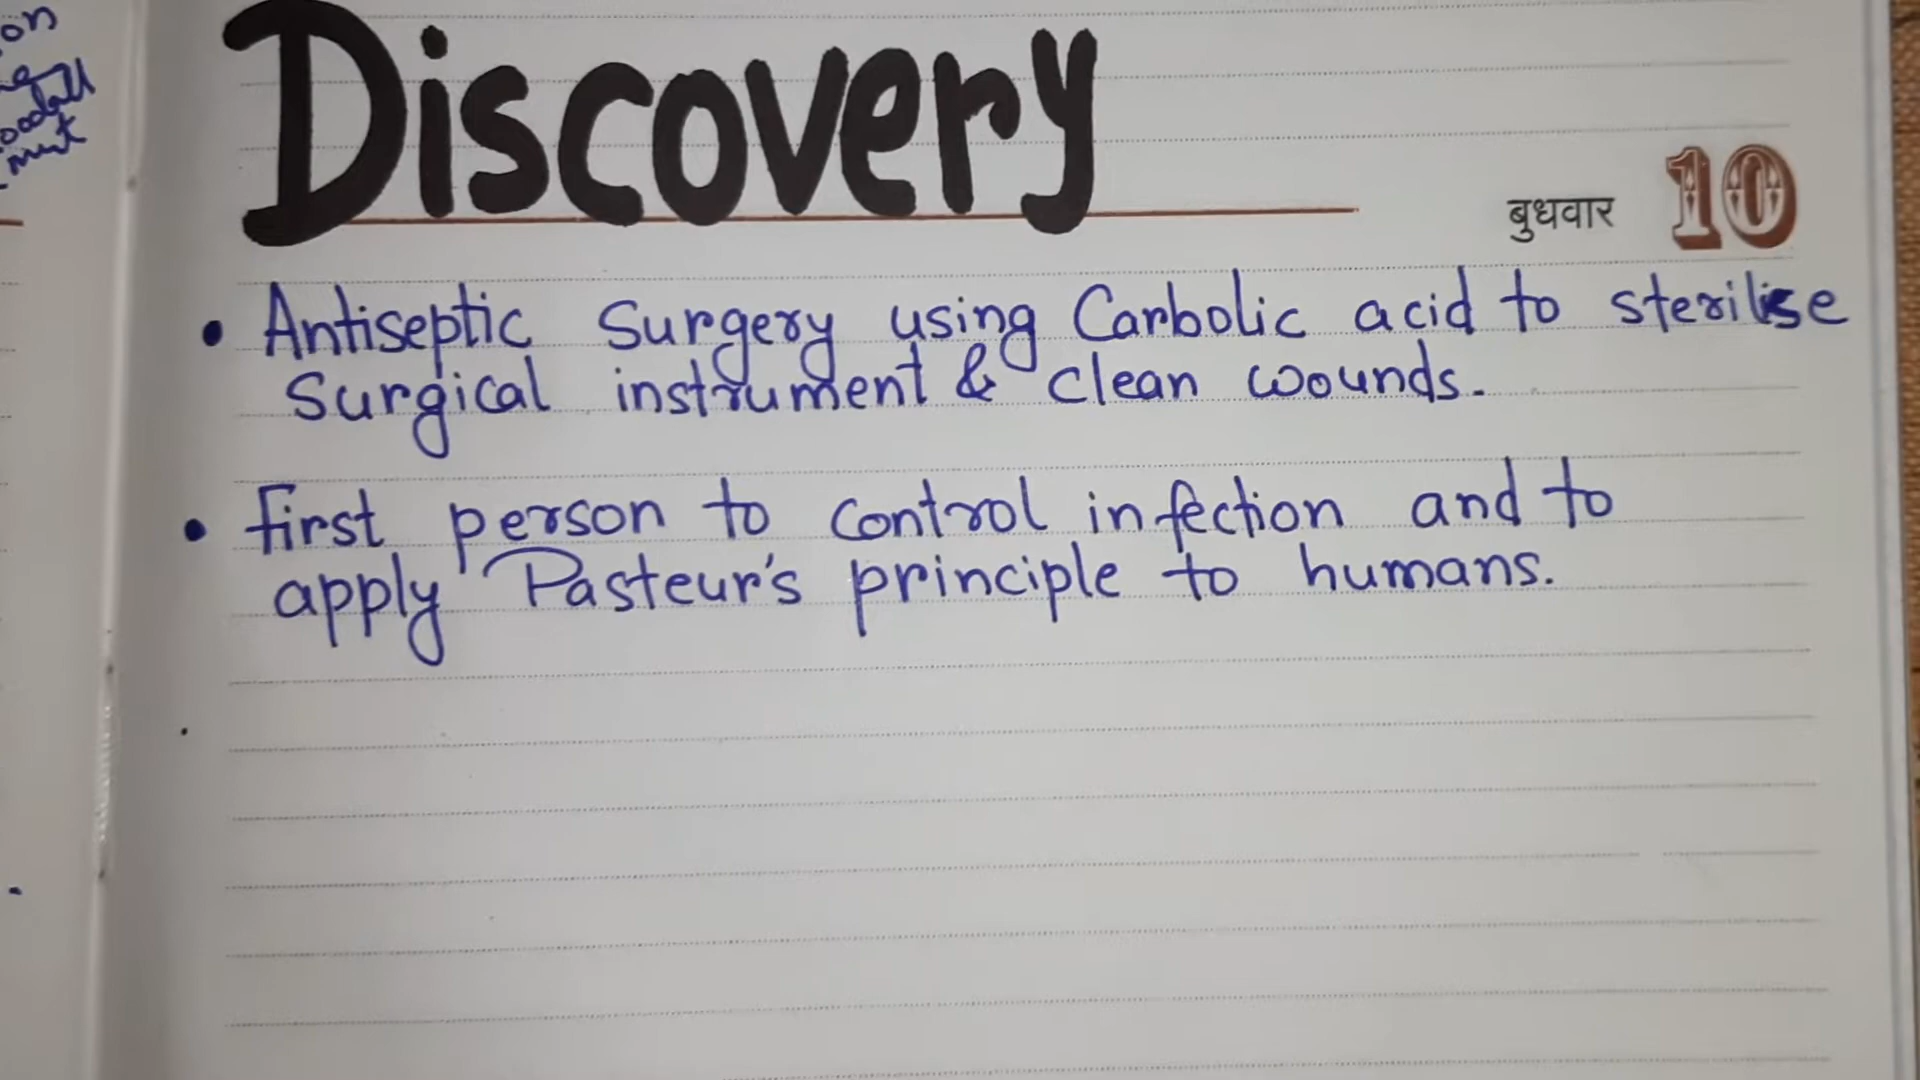 on
Discovery
बुधवार 10
• Antiseptic Surgery using Carbolic acid to sterilise
Surgical instrument & clean wounds.
• first person to control infection and to
apply Pasteur's principle to humans.